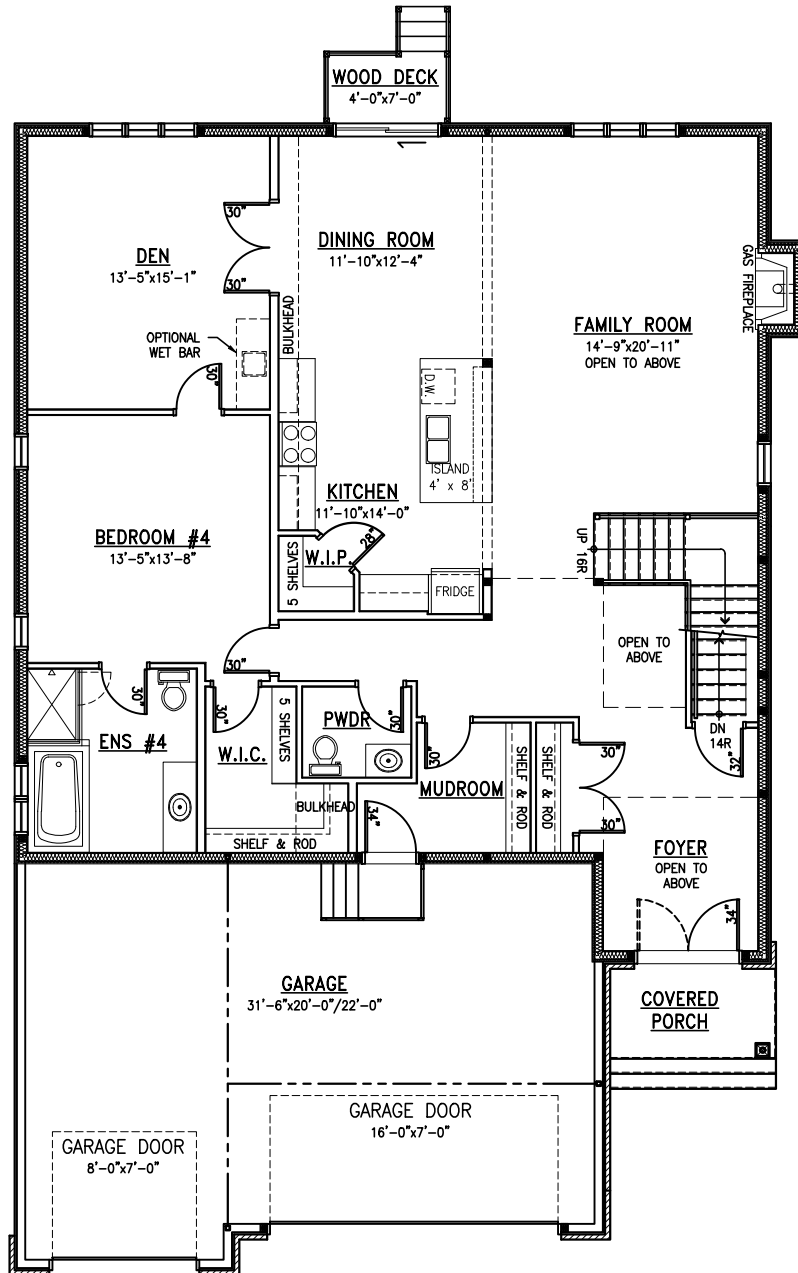 WOOD DECK
4'-0"x7'-0"
30"
DEN
13'-5"x15'-1"
30"
DINING ROOM
11'-10"x12'-4"
GAS FIREPLACE
BULKHEAD
FAMILY ROOM
14'-9"x20'-11"
OPEN TO ABOVE
OPTIONAL
WET BAR
30"
D.W.
ISLAND
4' x 8'
KITCHEN
11'-10"x14'-0"
BEDROOM #4
13'-5"x13'-8"
28"
W.I.P.
5 SHELVES
FRIDGE
UP 16R
OPEN TO
ABOVE
30"
30"
ENS #4
30"
W.I.C.
5 SHELVES
PWDR
30"
DN
14R
32"
30"
MUDROOM
SHELF & ROD
SHELF & ROD
30"
30"
BULKHEAD
34"
SHELF & ROD
FOYER
OPEN TO
ABOVE
34"
GARAGE
31'-6"x20'-0"/22'-0"
COVERED
PORCH
GARAGE DOOR
16'-0"x7'-0"
GARAGE DOOR
8'-0"x7'-0"